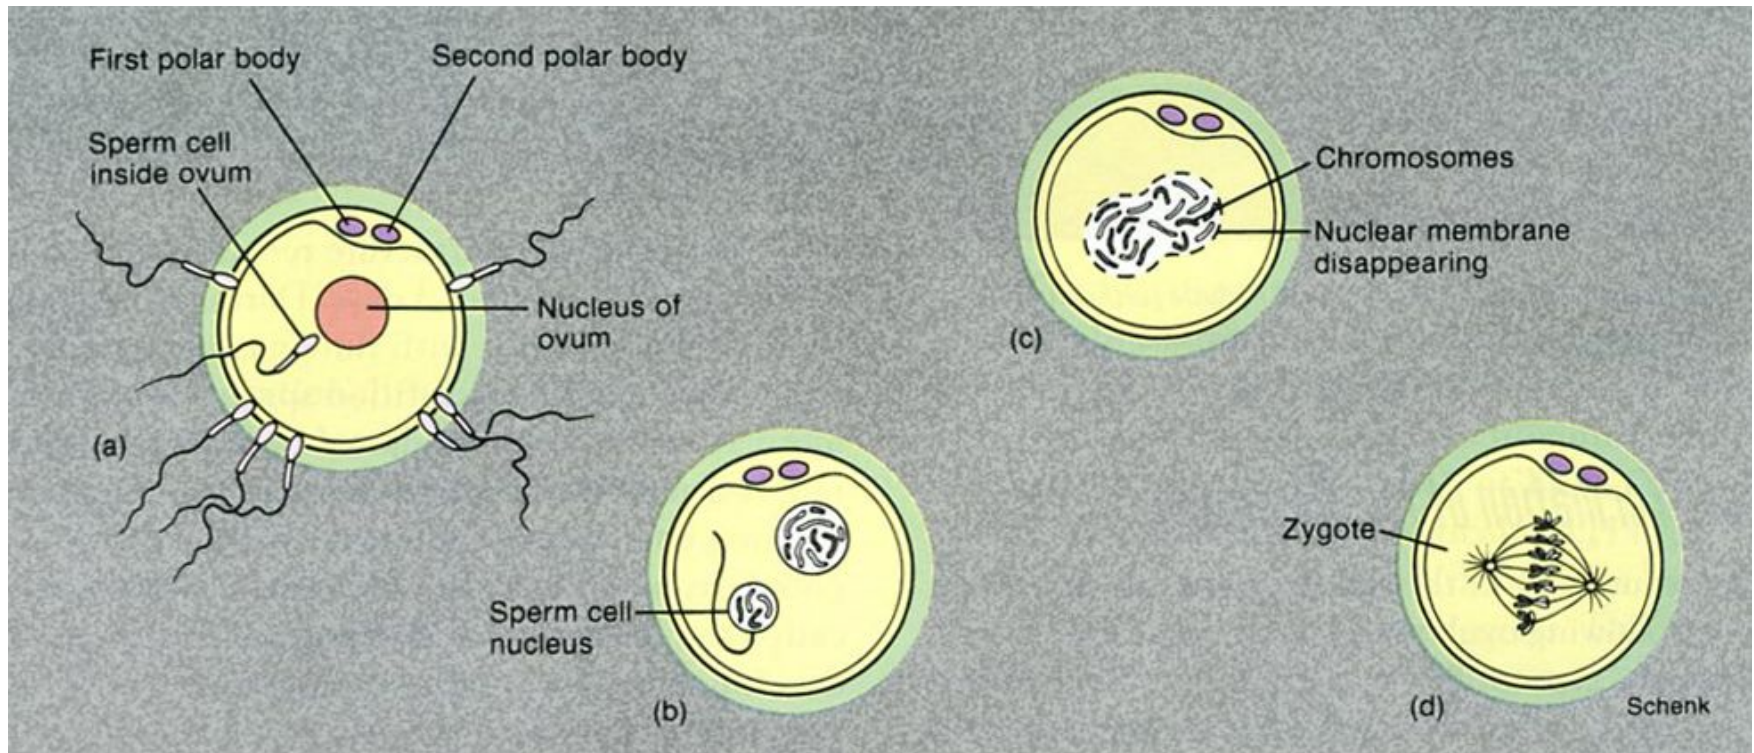 First polar body
Second polar body
Sperm cell
inside ovum
Nucleus of
ovum
(a)
Sperm cell
nucleus
(b)
Chromosomes
Nuclear membrane
disappearing
(c)
Zygote
(d)
Schenk